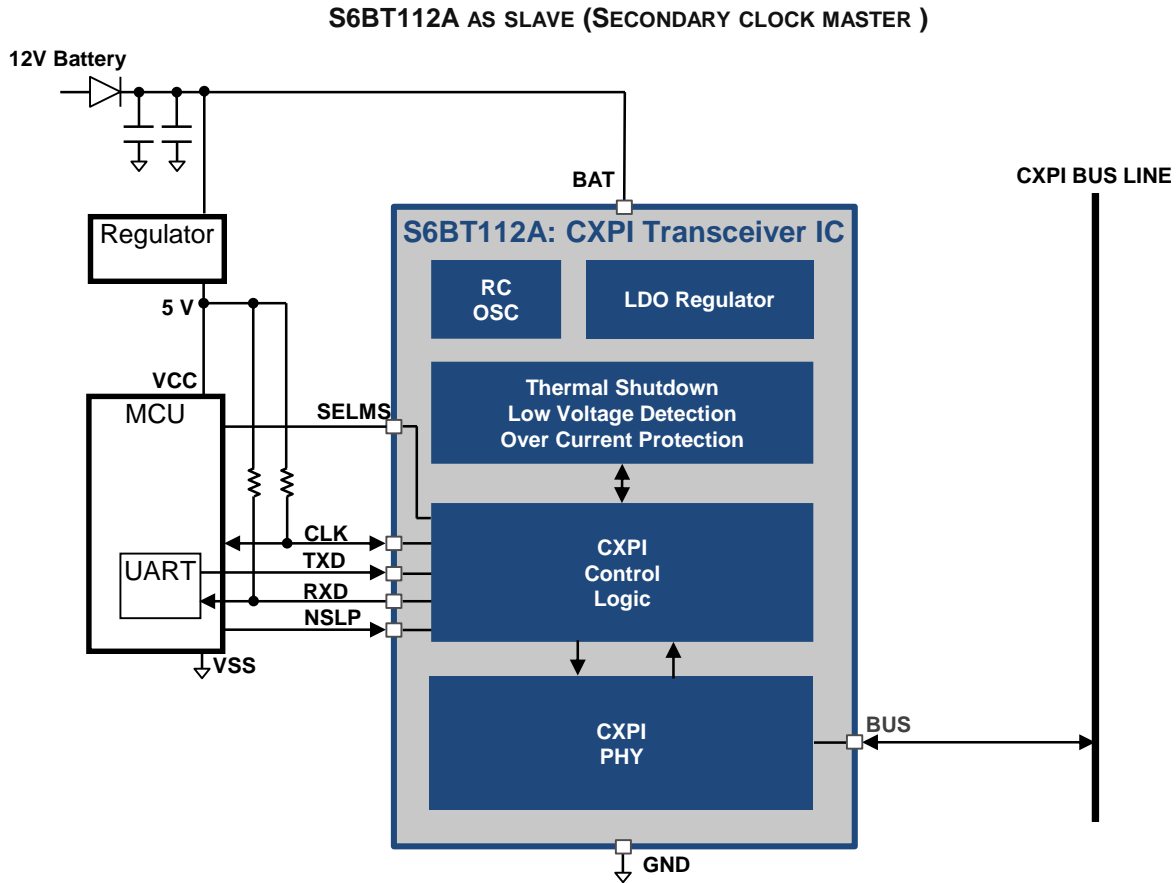 S6BT112A AS SLAVE (SECONDARY CLOCK MASTER )
12V Battery
CXPI BUS LINE
BAT
Regulator
S6BT112A: CXPI Transceiver IC
RC
OSC
LDO Regulator
5 V
VCC
MCU
SELMS
Thermal Shutdown
Low Voltage Detection
Over Current Protection
CLK
UART
TXD
RXD
NSLP
CXPI
Control
Logic
VSS
CXPI
PHY
BUS
GND